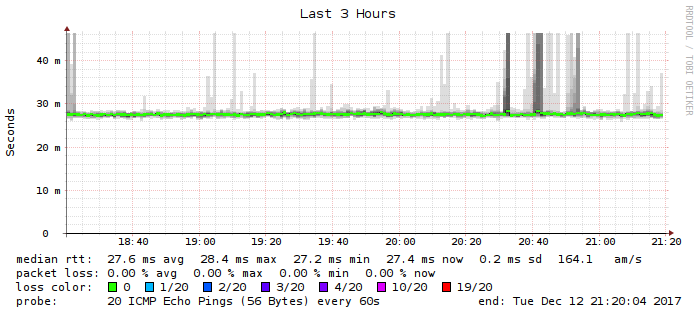 Last 3 Hours
RRDTOOL / TOBI OETIKER
Seconds
40 m
30 m
20 m
10 m
0
18:40 19:00 19:20 19:40 20:00 20:20 20:40 21:00 21:20
median rtt: 27.6 ms avg 28.4 ms max 27.2 ms min 27.4 ms now 0.2 ms sd 164.1 am/s
packet loss: 0.00 % avg 0.00 % max 0.00 % min 0.00 % now
loss color: 0 1/20 2/20 3/20 4/20 10/20 19/20
probe: 20 ICMP Echo Pings (56 Bytes) every 60s end: Tue Dec 12 21:20:04 2017